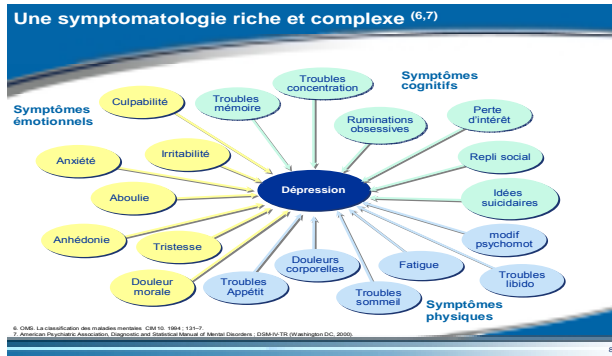 Une symptomatologie riche et complexe (6,7)
Symptômes
émotionnels
Culpabilité
Troubles
mémoire
Troubles
concentration
Symptômes
cognitifs
Ruminations
obsessives
Perte
d'intérêt
Anxiété
Irritabilité
Repli social
Aboulie
Dépression
Idées
suicidaires
Anhédonie
Tristesse
modif
psychomot
Douleur
morale
Troubles
Appétit
Douleurs
corporelles
Troubles
sommeil
Fatigue
Troubles
libido
Symptômes
physiques
6. OMS. La classification des maladies mentales CIM 10. 1994 ; 131-7.
7. American Psychiatric Association, Diagnostic and Statistical Manual of Mental Disorders ; DSM-IV-TR (Washington DC, 2000).
8